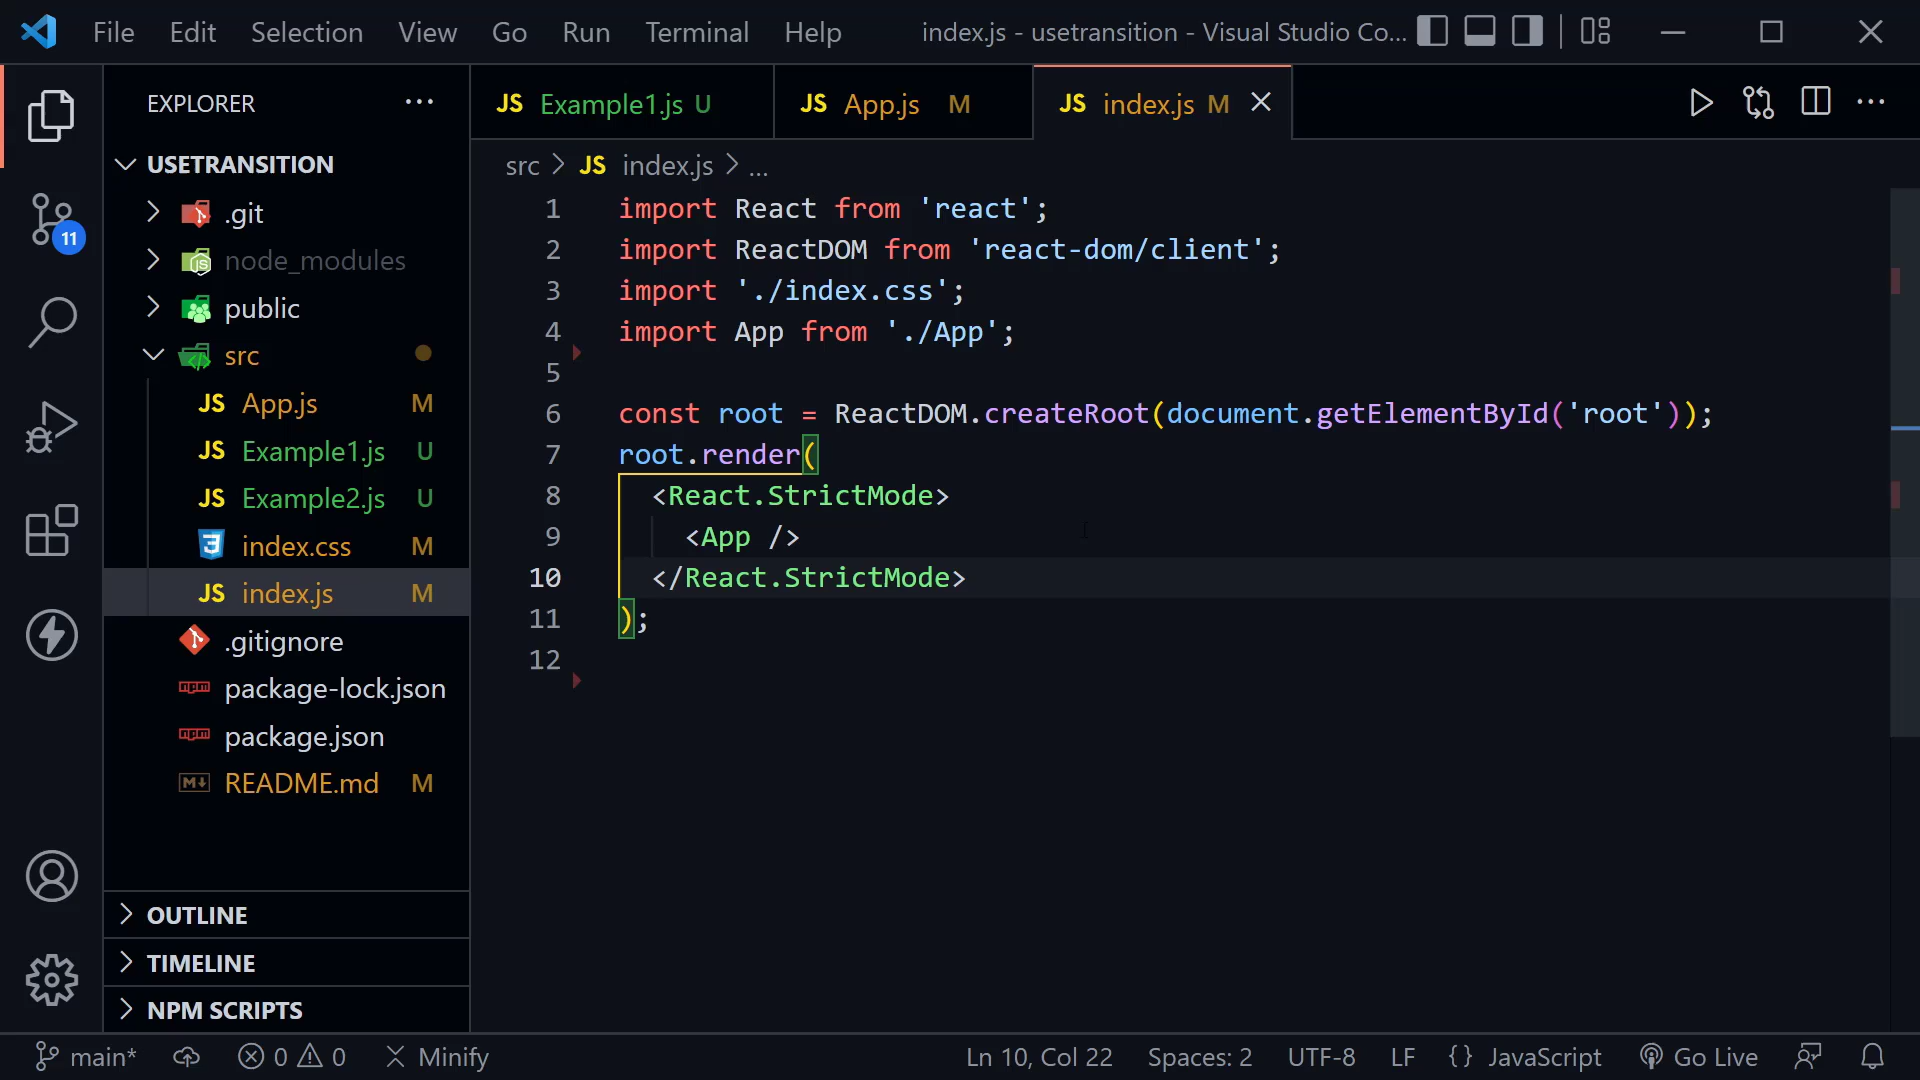 File Edit Selection View Go Run Terminal Help index.js - usetransition - Visual Studio Co...
EXPLORER
USETRANSITION
.git
node_modules
public
src
JS App.js M
JS Example1.js U
JS Example2.js U
index.css M
JS index.js M
.gitignore
package-lock.json
package.json
README.md M
OUTLINE
TIMELINE
NPM SCRIPTS
11
JS Example1.js U
JS App.js M
JS index.js M
src > JS index.js > ...
1 import React from 'react';
2 import ReactDOM from 'react-dom/client';
3 import './index.css';
4 import App from './App';
5
6 const root = ReactDOM.createRoot(document.getElementById('root'));
7 root.render(
8 <React.StrictMode>
9 <App />
10 </React.StrictMode>
11 );
12
main* 0 0 Minify Ln 10, Col 22 Spaces: 2 UTF-8 LF {} JavaScript Go Live